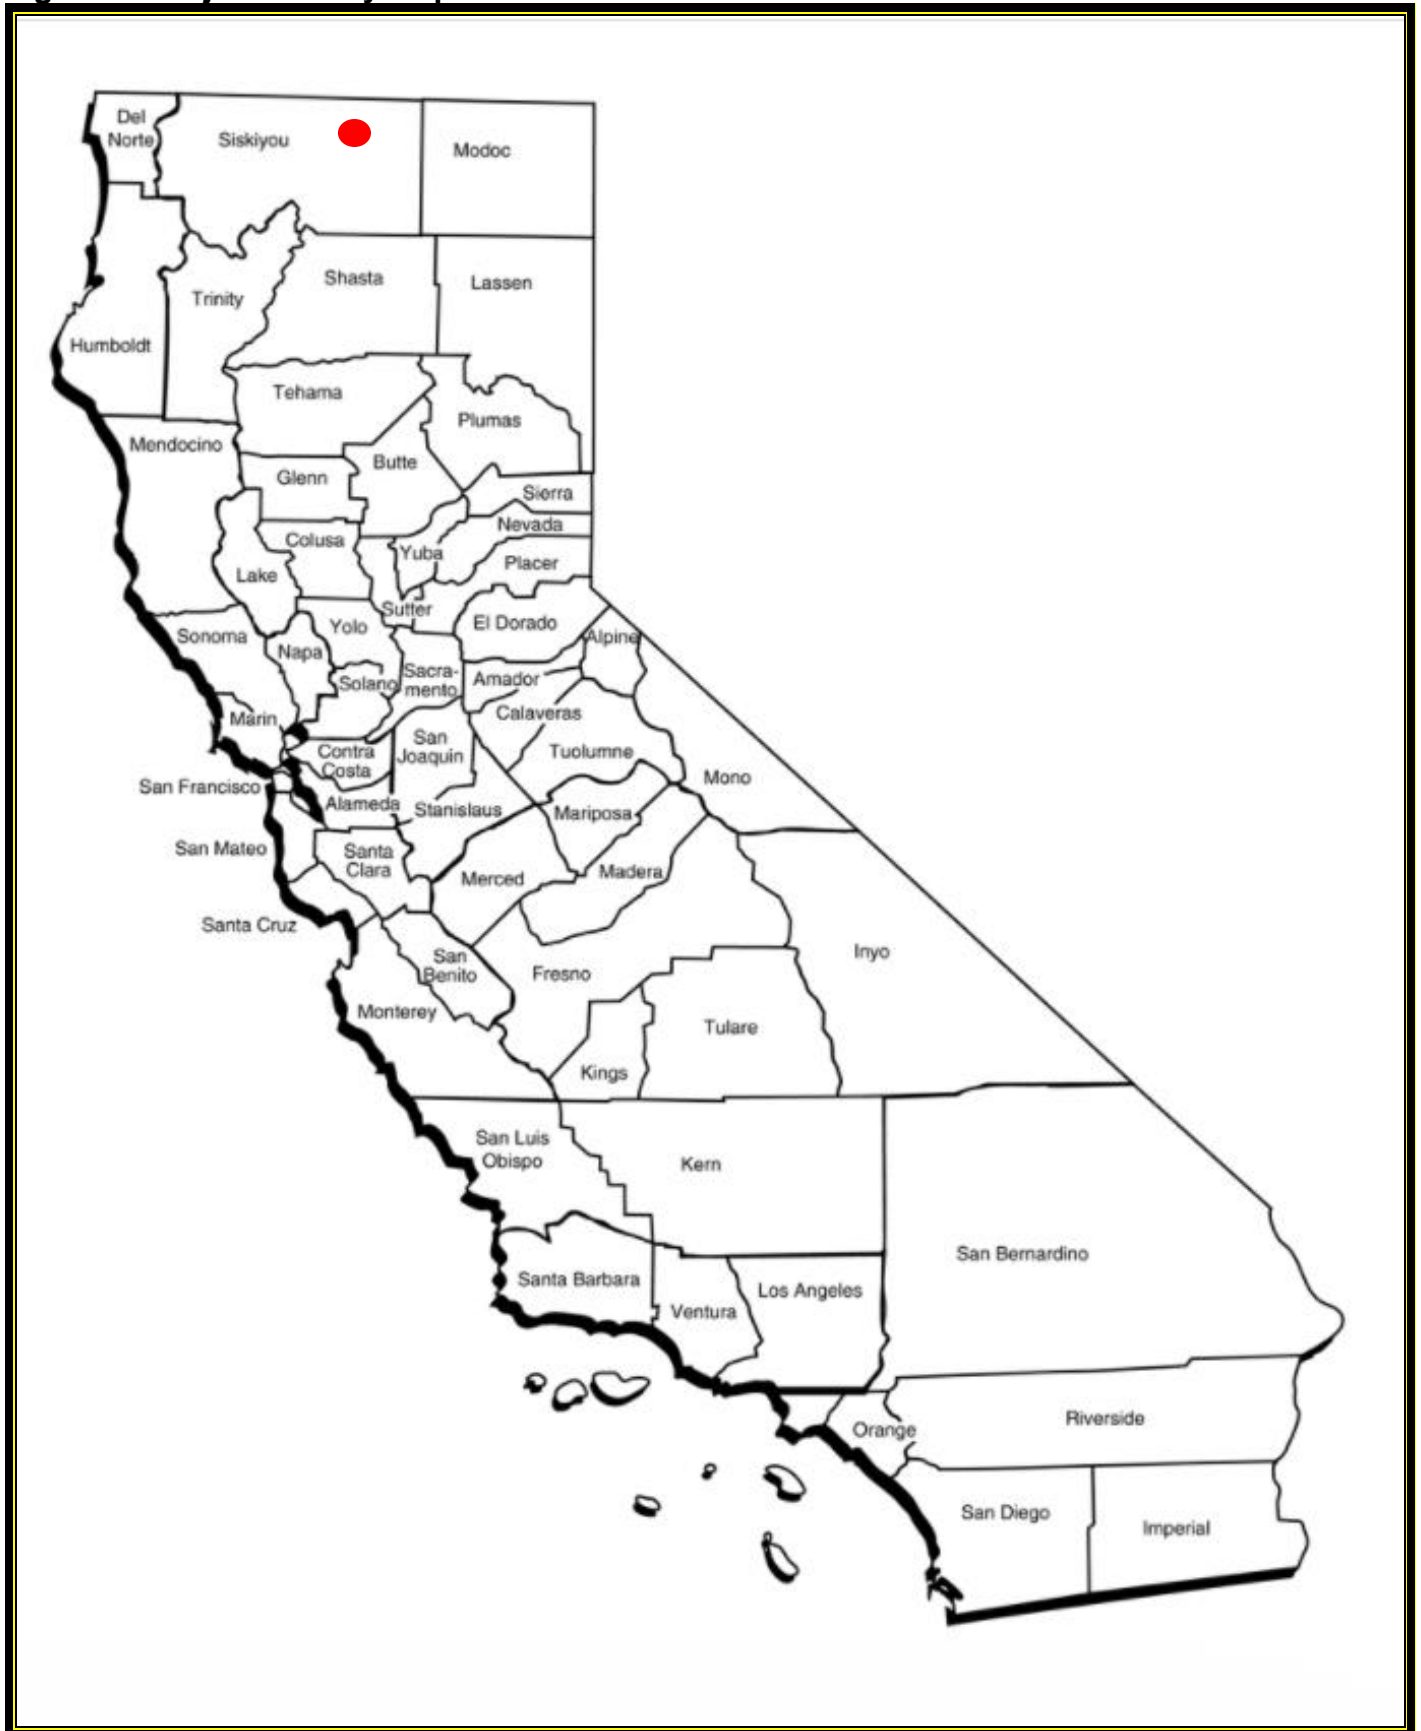 Del
Norte
Siskiyou
Modoc
Shasta
Lassen
Trinity
Humboldt
Tehama
Plumas
Mendocino
Butte
Glenn
Sierra
Nevada
Colusa
Yuba
Placer
Lake
Sutter
El Dorado
Yolo
Sonoma
Alpine
Napa
Sacra-
mento
Solano
Amador
Calaveras
Marin
San
Joaquin
Contra
Costa
Tuolumne
Mono
San Francisco
Alameda
Stanislaus
Mariposa
San Mateo
Santa
Clara
Merced
Madera
Santa Cruz
Inyo
San
Benito
Fresno
Monterey
Tulare
Kings
San Luis
Obispo
Kern
San Bernardino
Santa Barbara
Los Angeles
Ventura
Riverside
Orange
San Diego
Imperial